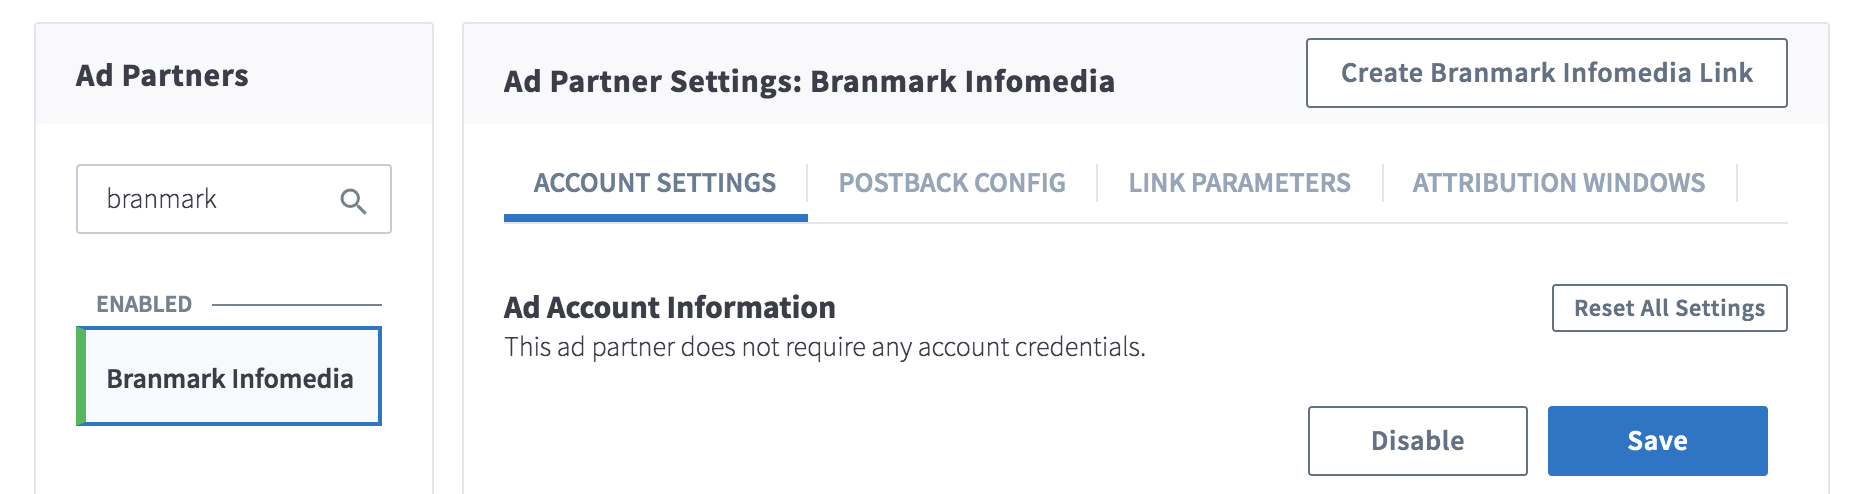 Ad Partners
branmark
ENABLED
Branmark Infomedia
Ad Partner Settings: Branmark Infomedia
Create Branmark Infomedia Link
ACCOUNT SETTINGS
POSTBACK CONFIG
LINK PARAMETERS
ATTRIBUTION WINDOWS
Ad Account Information
Reset All Settings
This ad partner does not require any account credentials.
Disable
Save